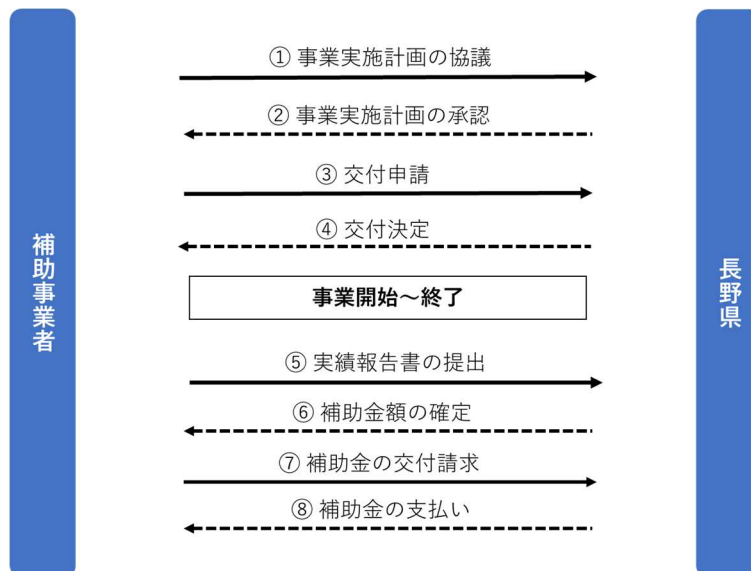 ① 事業実施計画の協議
② 事業実施計画の承認
③ 交付申請
④ 交付決定
補助事業者
事業開始～終了
長野県
⑤ 実績報告書の提出
⑥ 補助金額の確定
⑦ 補助金の交付請求
⑧ 補助金の支払い